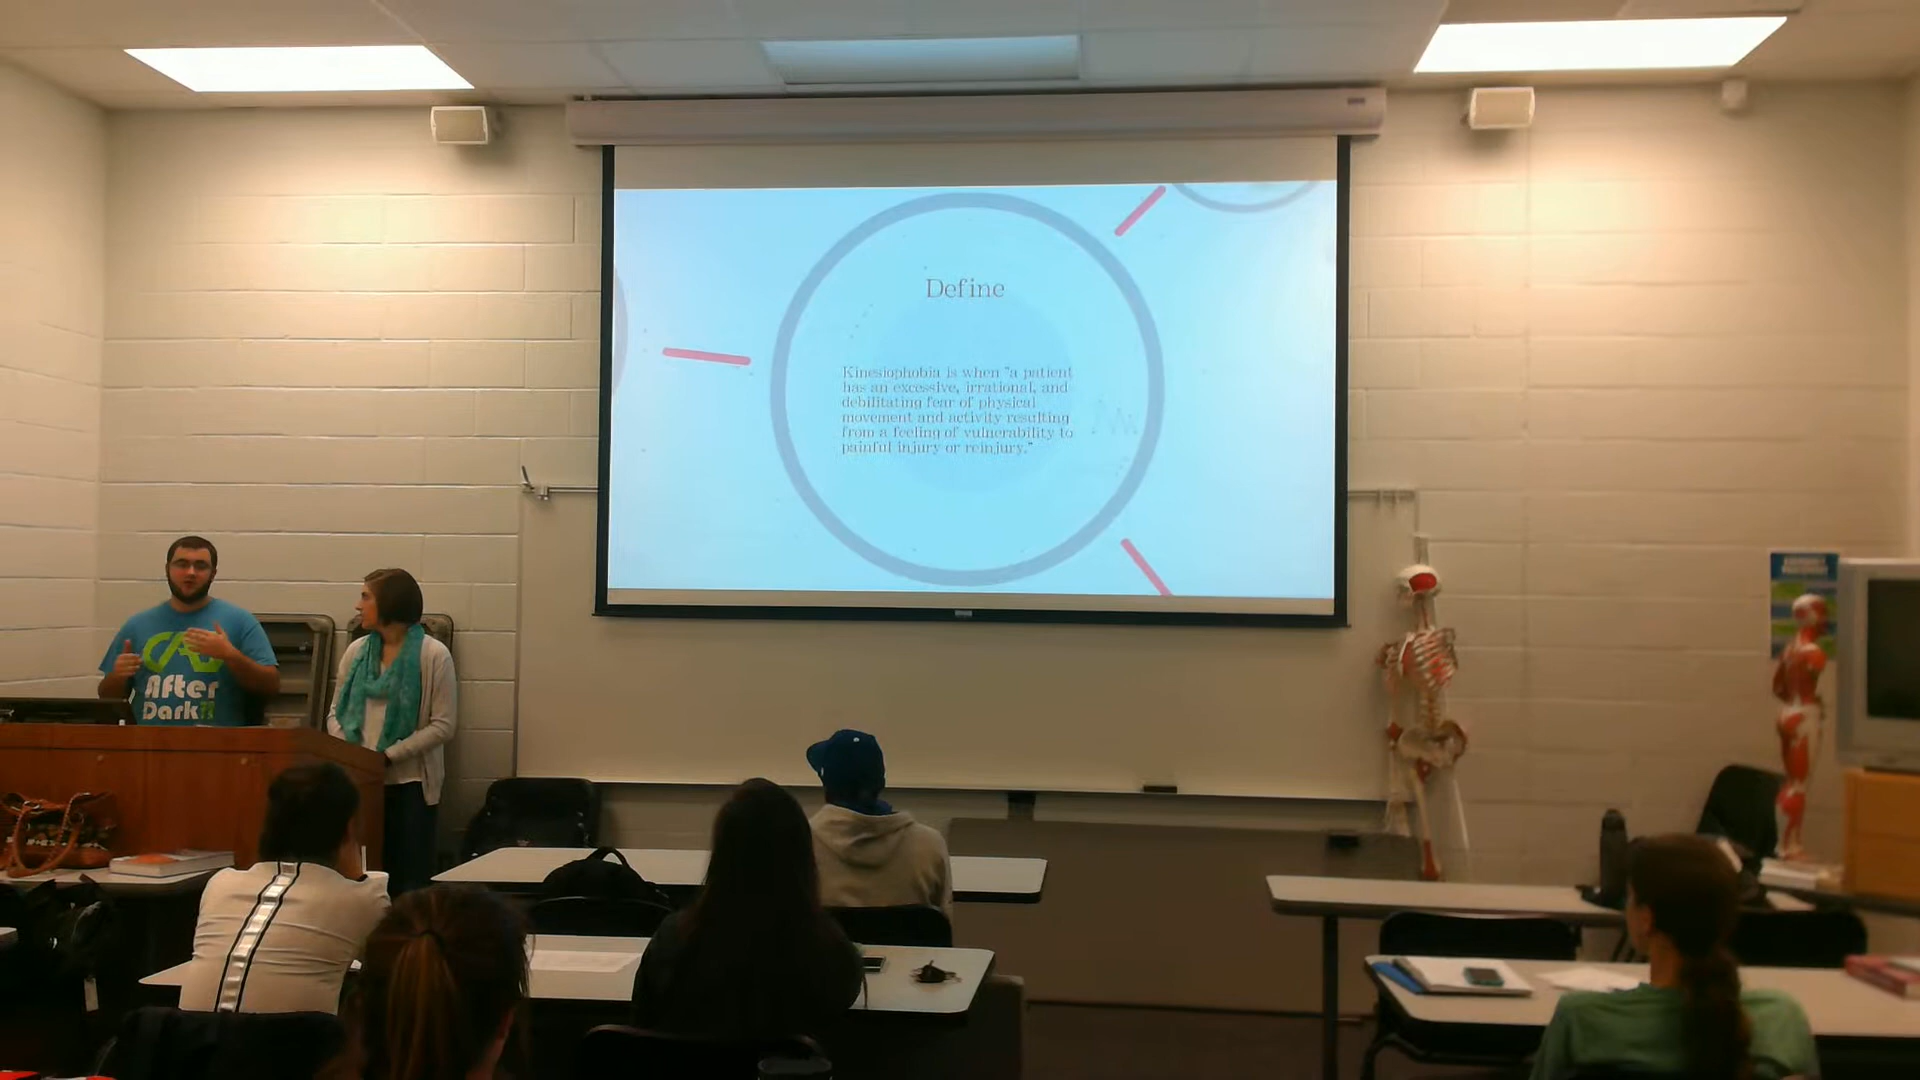 Define
Kinesiophobia is when "a patient
has an excessive, irrational, and
debilitating fear of physical
movement and activity resulting
from a feeling of vulnerability to
painful injury or reinjury."
After
Dark!!